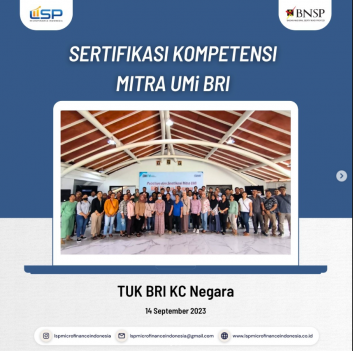 LSP
BNSP
SERTIFIKASI KOMPETENSI
MITRA UMi BRI
TUK BRI KC Negara
14 September 2023
lspmicrofinanceindonesia
lspmicrofinanceindonesia@gmail.com
www.lspmicrofinanceindonesia.co.id